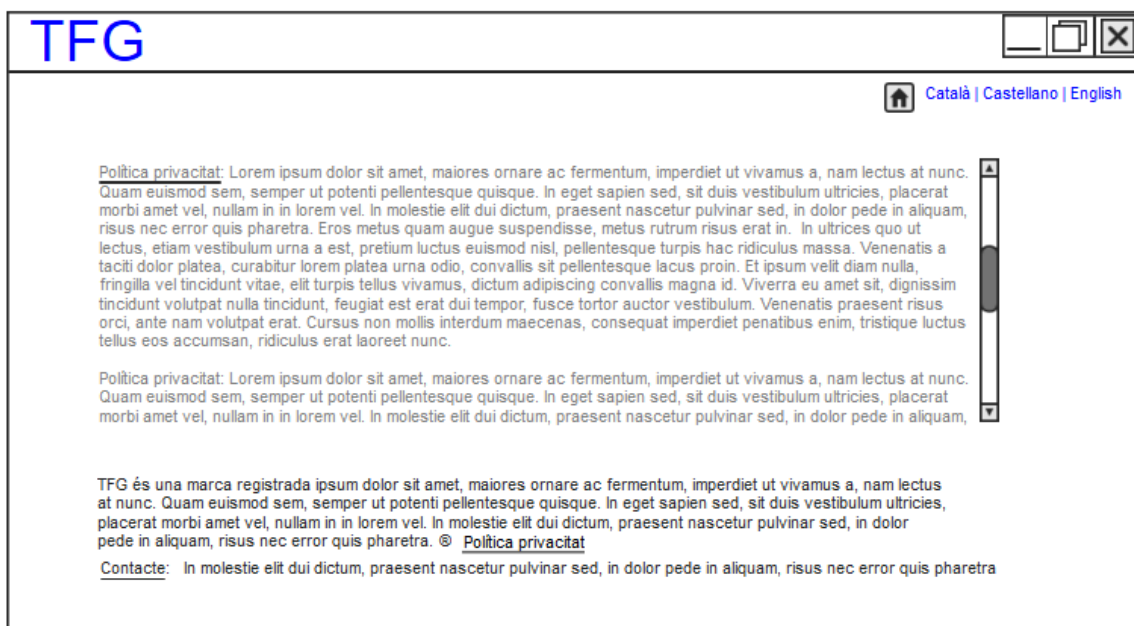 TFG
Català | Castellano | English
Política privacitat: Lorem ipsum dolor sit amet, maiores ornare ac fermentum, imperdiet ut vivamus a, nam lectus at nunc.
Quam euismod sem, semper ut potenti pellentesque quisque. In eget sapien sed, sit duis vestibulum ultricies, placerat
morbi amet vel, nullam in in lorem vel. In molestie elit dui dictum, praesent nascetur pulvinar sed, in dolor pede in aliquam,
risus nec error quis pharetra. Eros metus quam augue suspendisse, metus rutrum risus erat in. In ultrices quo ut
lectus, etiam vestibulum urna a est, pretium luctus euismod nisl, pellentesque turpis hac ridiculus massa. Venenatis a
taciti dolor platea, curabitur lorem platea urna odio, convallis sit pellentesque lacus proin. Et ipsum velit diam nulla,
fringilla vel tincidunt vitae, elit turpis tellus vivamus, dictum adipiscing convallis magna id. Viverra eu amet sit, dignissim
tincidunt volutpat nulla tincidunt, feugiat est erat dui tempor, fusce tortor auctor vestibulum. Venenatis praesent risus
orci, ante nam volutpat erat. Cursus non mollis interdum maecenas, consequat imperdiet penatibus enim, tristique luctus
tellus eos accumsan, ridiculus erat laoreet nunc.
Política privacitat: Lorem ipsum dolor sit amet, maiores ornare ac fermentum, imperdiet ut vivamus a, nam lectus at nunc.
Quam euismod sem, semper ut potenti pellentesque quisque. In eget sapien sed, sit duis vestibulum ultricies, placerat
morbi amet vel, nullam in in lorem vel. In molestie elit dui dictum, praesent nascetur pulvinar sed, in dolor pede in aliquam,
TFG és una marca registrada ipsum dolor sit amet, maiores ornare ac fermentum, imperdiet ut vivamus a, nam lectus
at nunc. Quam euismod sem, semper ut potenti pellentesque quisque. In eget sapien sed, sit duis vestibulum ultricies,
placerat morbi amet vel, nullam in in lorem vel. In molestie elit dui dictum, praesent nascetur pulvinar sed, in dolor
pede in aliquam, risus nec error quis pharetra. ® Política privacitat
Contacte: In molestie elit dui dictum, praesent nascetur pulvinar sed, in dolor pede in aliquam, risus nec error quis pharetra